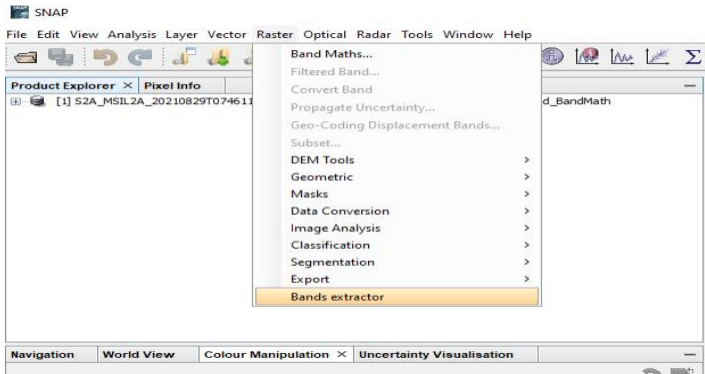 SNAP
File Edit View Analysis Layer Vector Raster Optical Radar Tools Window Help
Band Maths...
Filtered Band...
Convert Band
Propagate Uncertainty...
Geo-Coding Displacement Bands...
Subset...
DEM Tools
Geometric
Masks
Data Conversion
Image Analysis
Classification
Segmentation
Export
Bands extractor
Product Explorer × Pixel Info
[1] S2A_MSIL2A_20210829T074611 d_BandMath
Navigation World View Colour Manipulation × Uncertainty Visualisation